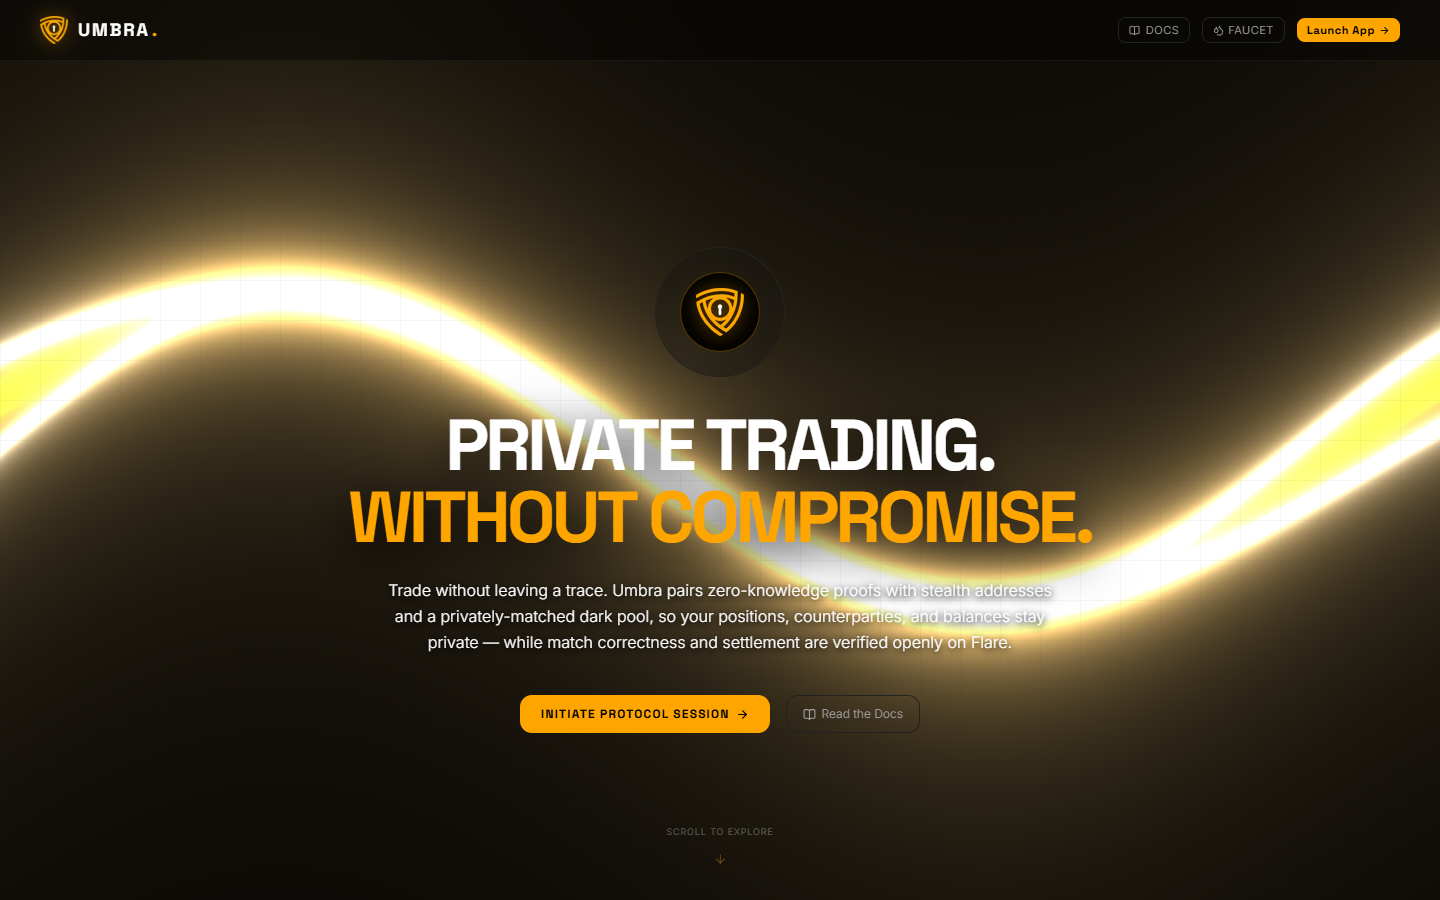 UMBRA.
DOCS
FAUCET
Launch App →
PRIVATE TRADING.
WITHOUT COMPROMISE.
Trade without leaving a trace. Umbra pairs zero-knowledge proofs with stealth addresses
and a privately-matched dark pool, so your positions, counterparties, and balances stay
private — while match correctness and settlement are verified openly on Flare.
INITIATE PROTOCOL SESSION →
Read the Docs
SCROLL TO EXPLORE
↓